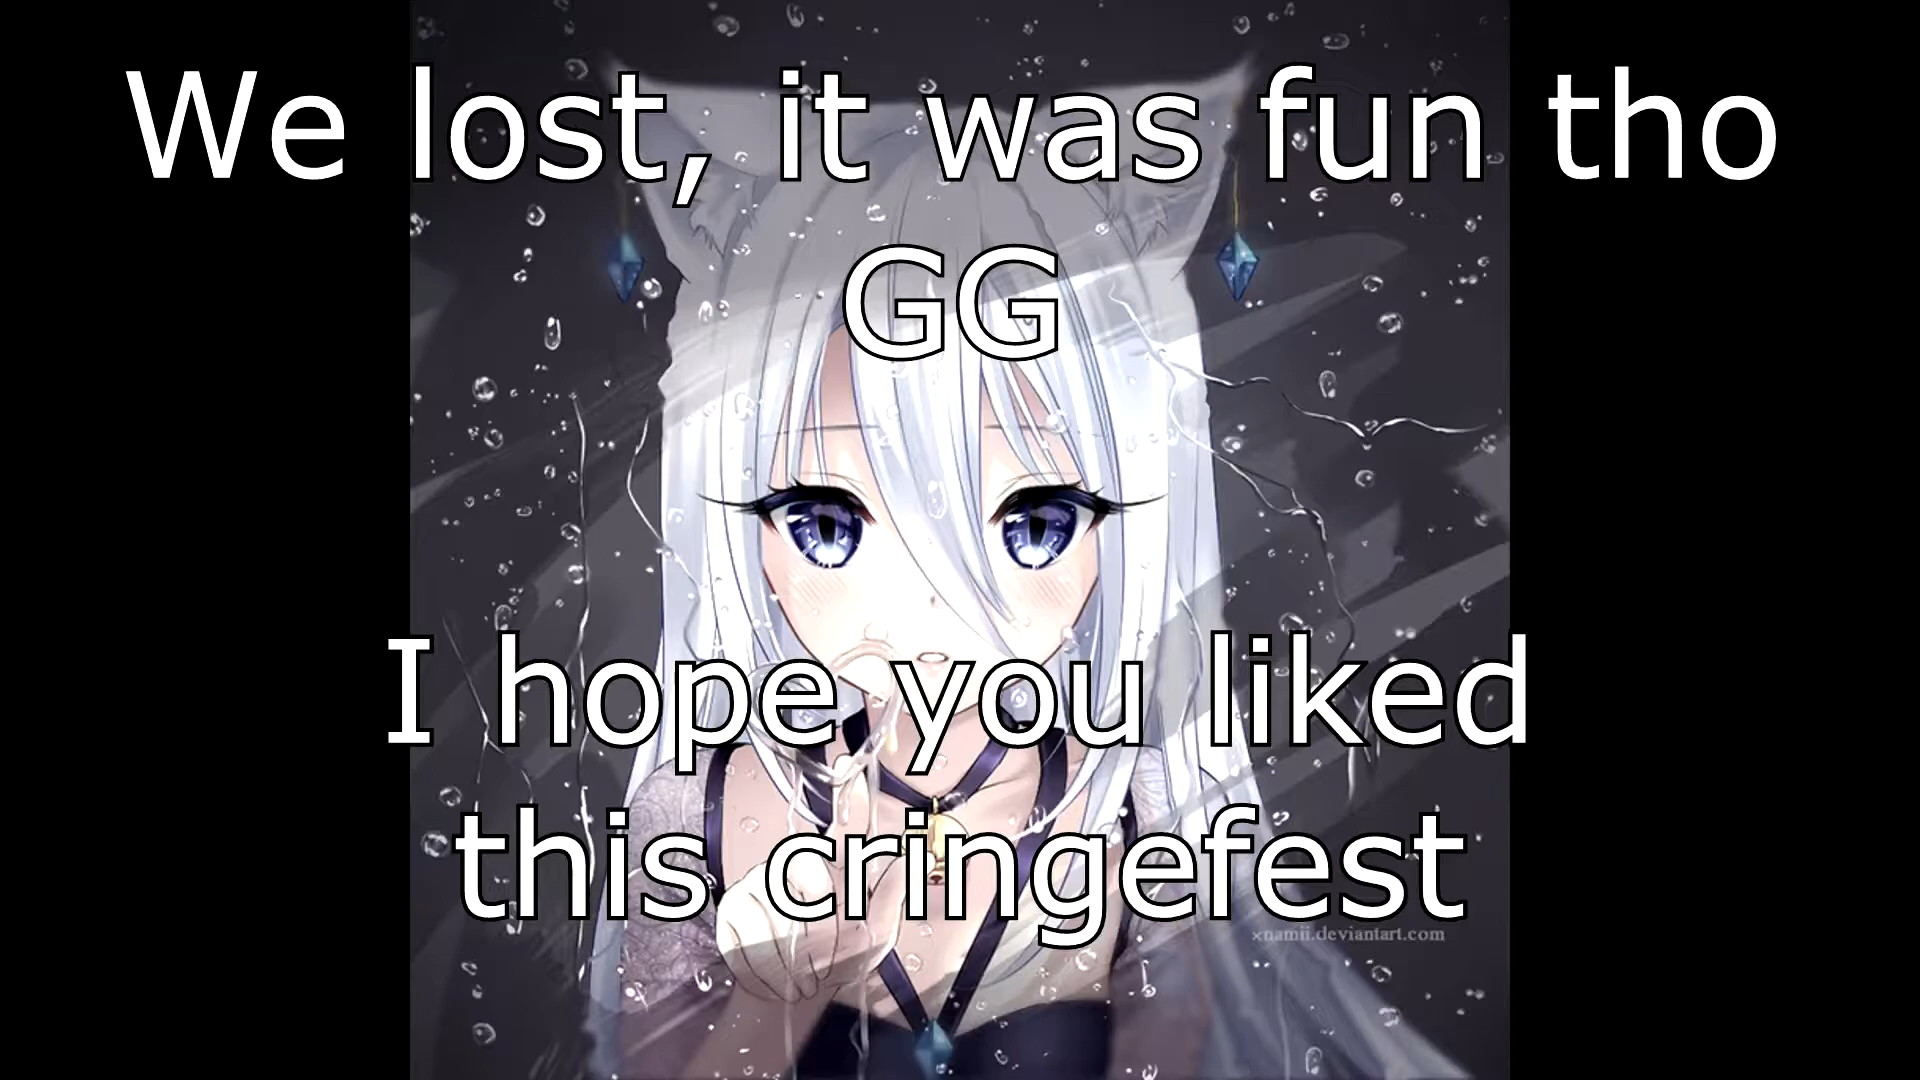 We lost, it was fun tho
GG
I hope you liked
this cringefest
xnamii.deviantart.com